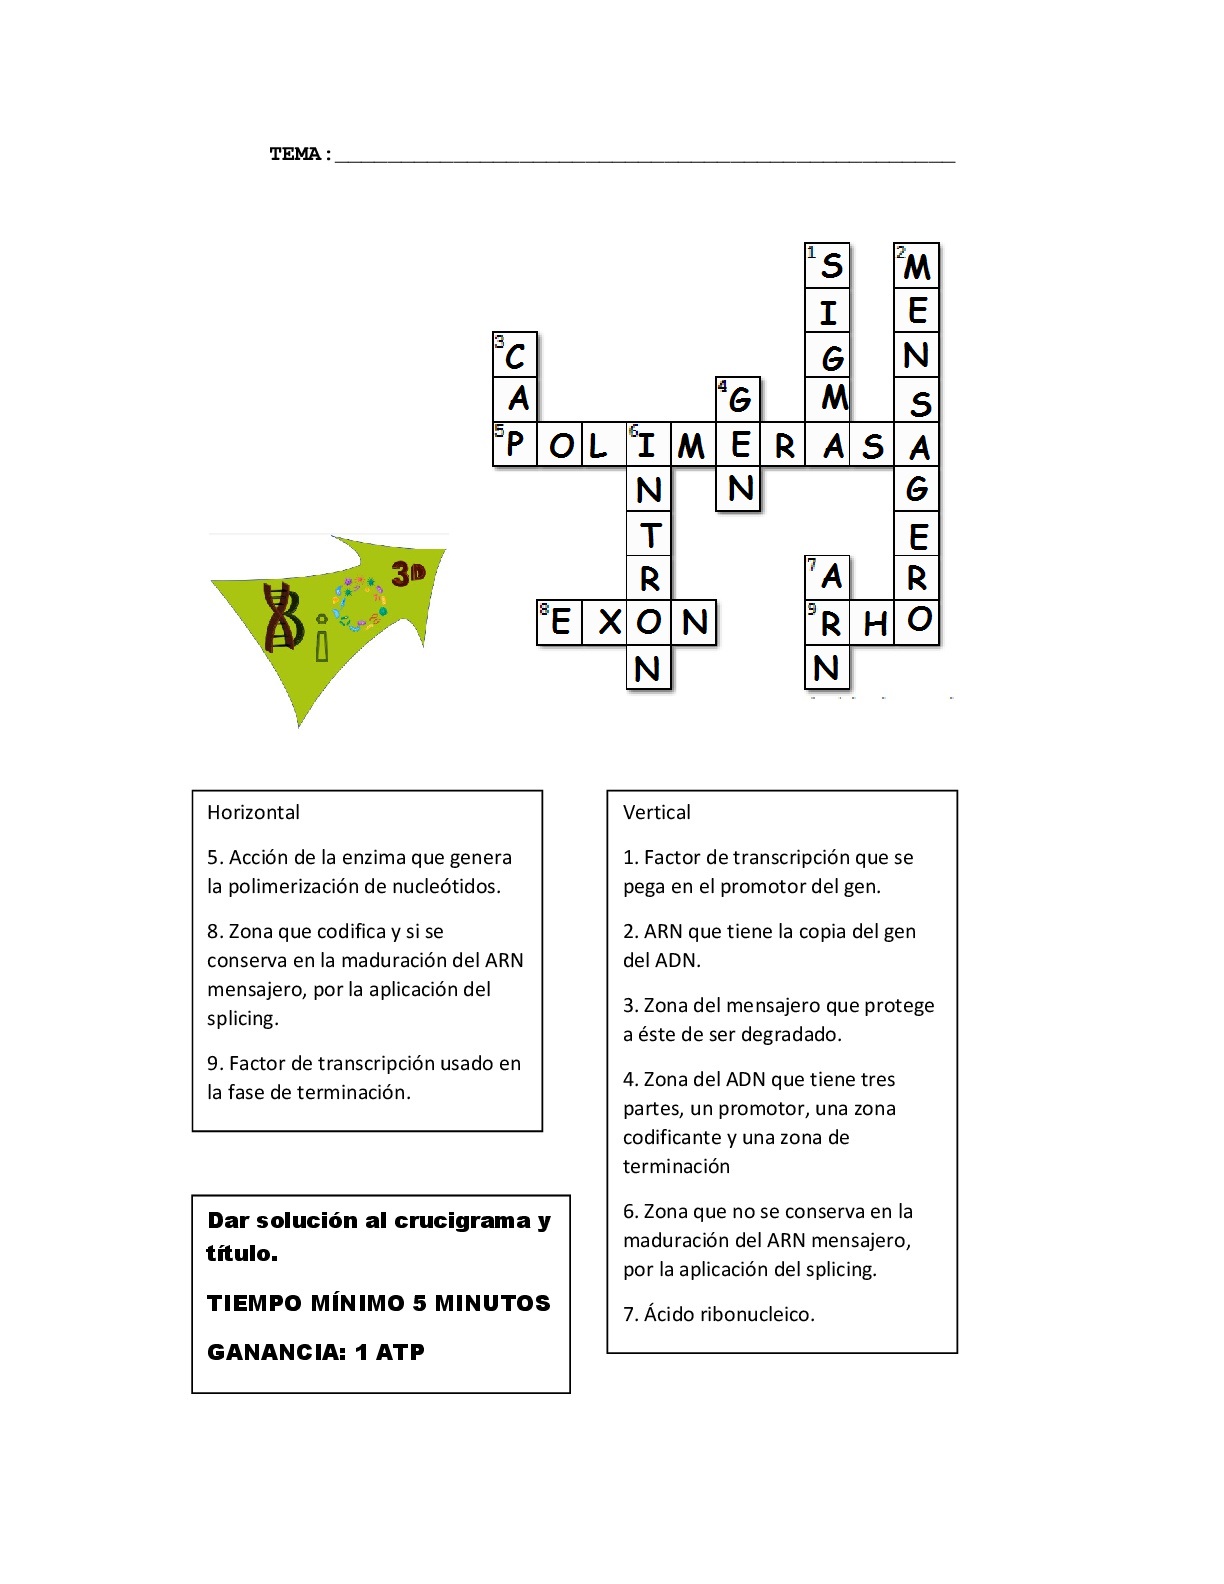 TEMA:____________________________________________________
1 S 2 M
I E
3 C G N
A 4 G M S
5 P O L 6 I M E R A S A
N N G
T E
R 7 A R
8 E X O N 9 R H O
N N
BiO 3D
Horizontal
5. Acción de la enzima que genera
la polimerización de nucleótidos.
8. Zona que codifica y si se
conserva en la maduración del ARN
mensajero, por la aplicación del
splicing.
9. Factor de transcripción usado en
la fase de terminación.
Vertical
1. Factor de transcripción que se
pega en el promotor del gen.
2. ARN que tiene la copia del gen
del ADN.
3. Zona del mensajero que protege
a éste de ser degradado.
4. Zona del ADN que tiene tres
partes, un promotor, una zona
codificante y una zona de
terminación
6. Zona que no se conserva en la
maduración del ARN mensajero,
por la aplicación del splicing.
7. Ácido ribonucleico.
Dar solución al crucigrama y
título.
TIEMPO MÍNIMO 5 MINUTOS
GANANCIA: 1 ATP